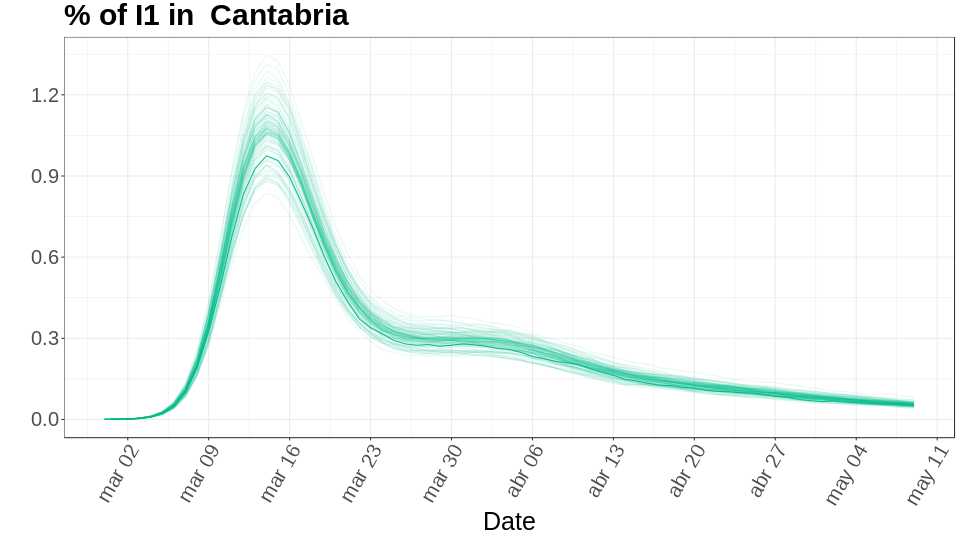 % of I1 in  Cantabria
1.2
0.9
0.6
0.3
0.0
mar 02
mar 09
mar 16
mar 23
mar 30
abr 06
abr 13
abr 20
abr 27
may 04
may 11
Date